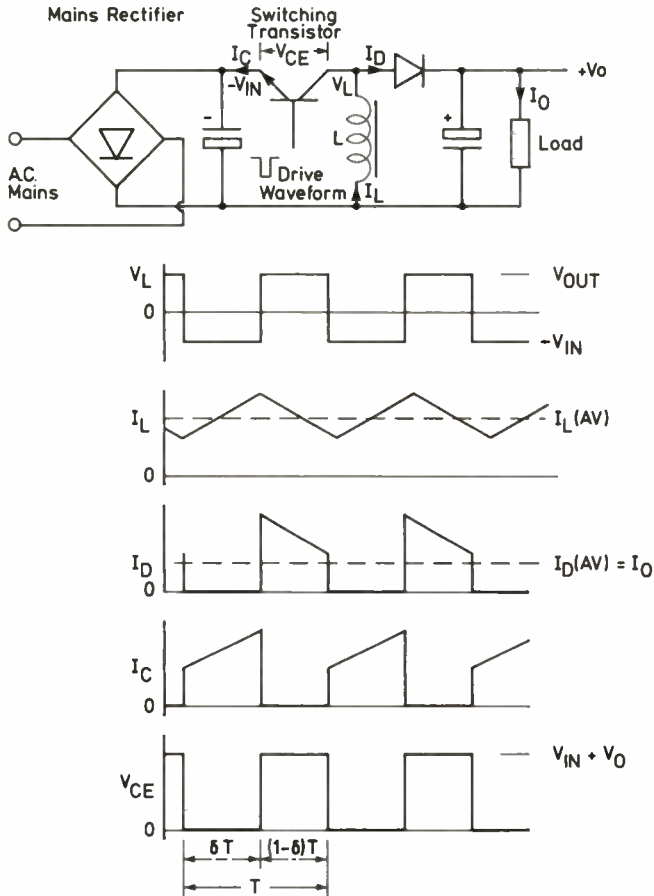 Mains Rectifier
Switching
Transistor
I_C
V_CE
-V_IN
V_L
I_D
+Vo
I_O
-
+
L
Load
A.C.
Mains
Drive
Waveform
I_L
V_L
0
V_OUT
-V_IN
I_L
0
I_L(AV)
I_D
0
I_D(AV) = I_O
I_C
0
V_CE
0
V_IN + V_O
δT
(1-δ)T
T